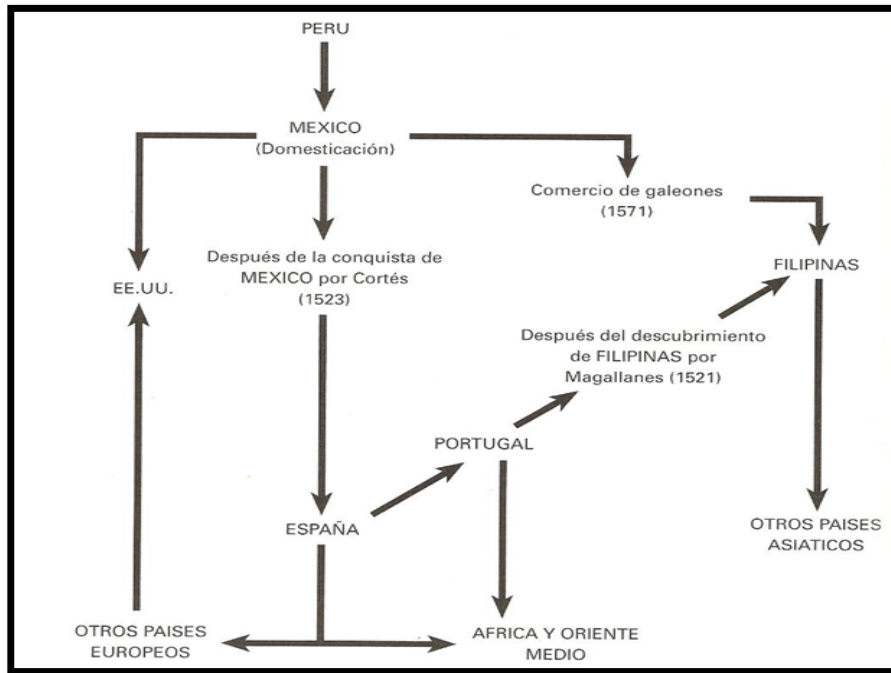 PERU
MEXICO
(Domesticación)
Comercio de galeones
(1571)
Después de la conquista de
MEXICO por Cortés
(1523)
FILIPINAS
EE.UU.
Después del descubrimiento
de FILIPINAS por
Magallanes (1521)
PORTUGAL
ESPAÑA
OTROS PAISES
ASIATICOS
OTROS PAISES
EUROPEOS
AFRICA Y ORIENTE
MEDIO